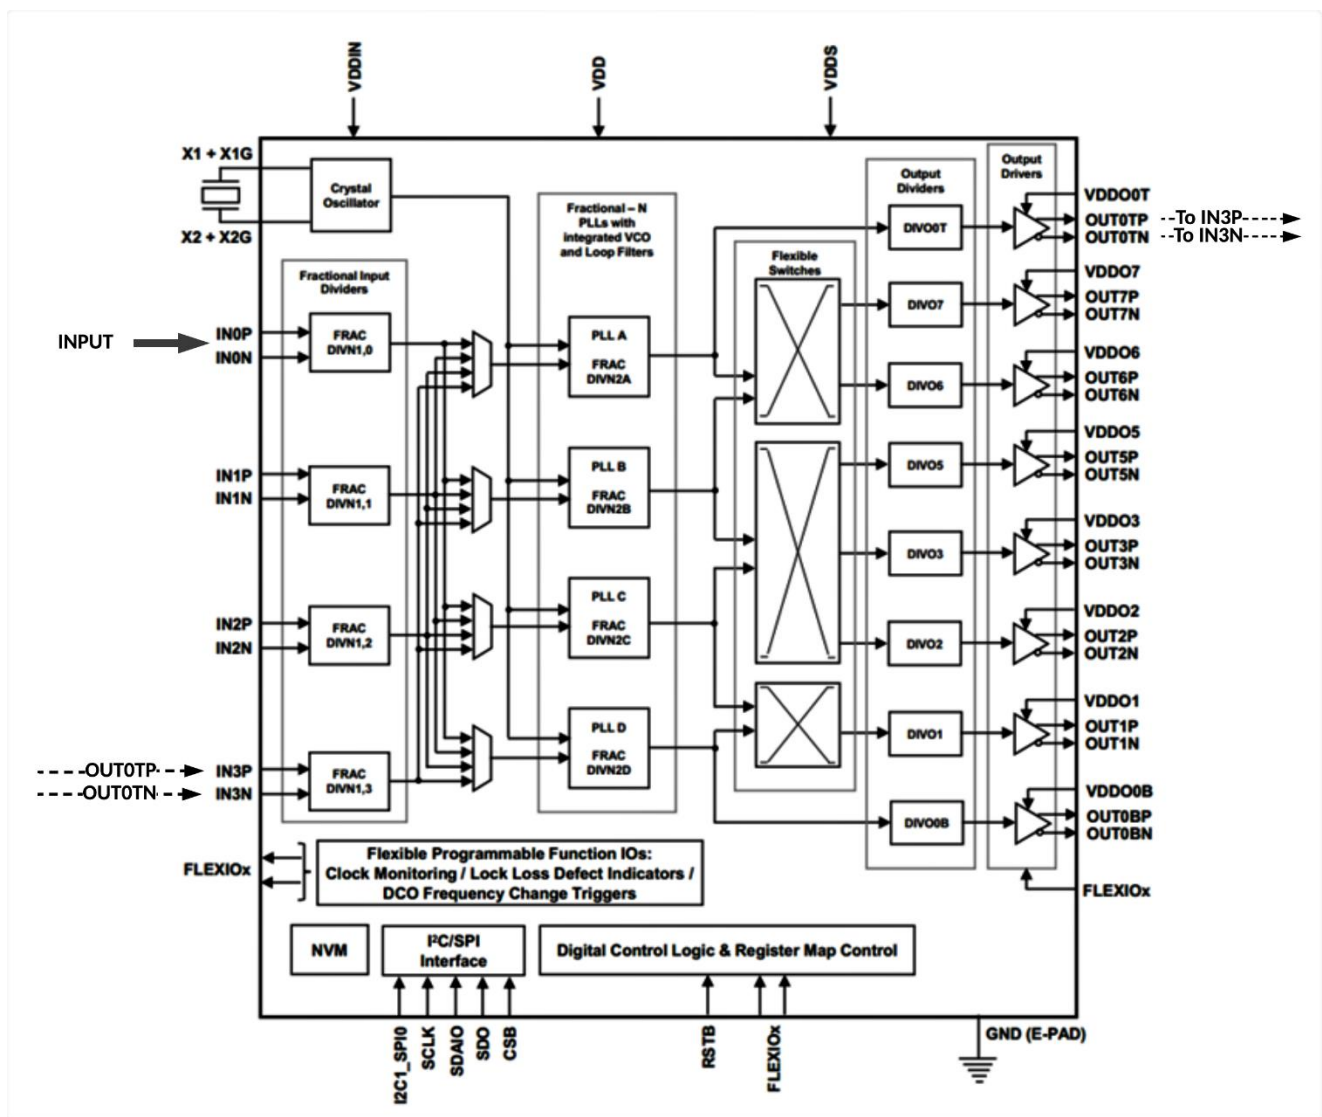 VDDIN
VDD
VDDS
X1 + X1G
X2 + X2G
Crystal
Oscillator
Fractional Input
Dividers
INPUT
IN0P
IN0N
FRAC
DIVN1,0
IN1P
IN1N
FRAC
DIVN1,1
IN2P
IN2N
FRAC
DIVN1,2
OUT0TP
OUT0TN
IN3P
IN3N
FRAC
DIVN1,3
Fractional – N
PLLs with
integrated VCO
and Loop Filters
PLL A
FRAC
DIVN2A
PLL B
FRAC
DIVN2B
PLL C
FRAC
DIVN2C
PLL D
FRAC
DIVN2D
Flexible
Switches
Output
Dividers
DIVO0T
DIVO7
DIVO6
DIVO5
DIVO3
DIVO2
DIVO1
DIVO0B
Output
Drivers
VDDO0T
OUT0TP
OUT0TN
To IN3P
To IN3N
VDDO7
OUT7P
OUT7N
VDDO6
OUT6P
OUT6N
VDDO5
OUT5P
OUT5N
VDDO3
OUT3P
OUT3N
VDDO2
OUT2P
OUT2N
VDDO1
OUT1P
OUT1N
VDDO0B
OUT0BP
OUT0BN
FLEXIOx
FLEXIOx
Flexible Programmable Function IOs:
Clock Monitoring / Lock Loss Defect Indicators /
DCO Frequency Change Triggers
NVM
I²C/SPI
Interface
Digital Control Logic & Register Map Control
I2C1_SPI0
SCLK
SDAIO
SDO
CSB
RSTB
FLEXIOx
GND (E-PAD)